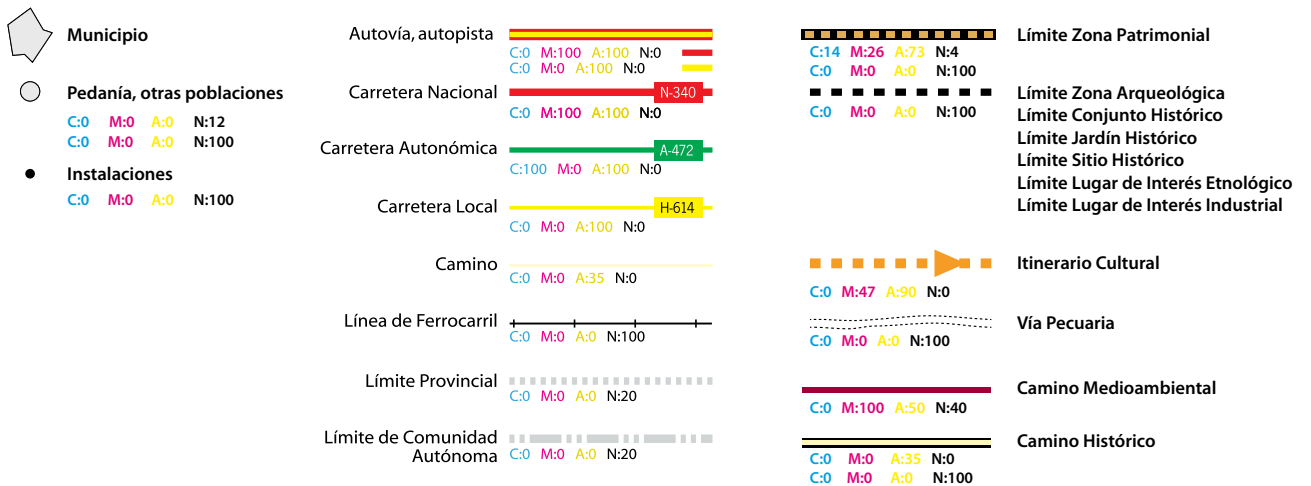 Municipio
Pedanía, otras poblaciones
C:0 M:0 A:0 N:12
C:0 M:0 A:0 N:100
Instalaciones
C:0 M:0 A:0 N:100
Autovía, autopista
C:0 M:100 A:100 N:0
C:0 M:0 A:100 N:0
Carretera Nacional
N-340
C:0 M:100 A:100 N:0
Carretera Autonómica
A-472
C:100 M:0 A:100 N:0
Carretera Local
H-614
C:0 M:0 A:100 N:0
Camino
C:0 M:0 A:35 N:0
Línea de Ferrocarril
C:0 M:0 A:0 N:100
Límite Provincial
C:0 M:0 A:0 N:20
Límite de Comunidad
Autónoma
C:0 M:0 A:0 N:20
Límite Zona Patrimonial
C:14 M:26 A:73 N:4
C:0 M:0 A:0 N:100
Límite Zona Arqueológica
C:0 M:0 A:0 N:100
Límite Conjunto Histórico
Límite Jardín Histórico
Límite Sitio Histórico
Límite Lugar de Interés Etnológico
Límite Lugar de Interés Industrial
Itinerario Cultural
C:0 M:47 A:90 N:0
Vía Pecuaria
C:0 M:0 A:0 N:100
Camino Medioambiental
C:0 M:100 A:50 N:40
Camino Histórico
C:0 M:0 A:35 N:0
C:0 M:0 A:0 N:100